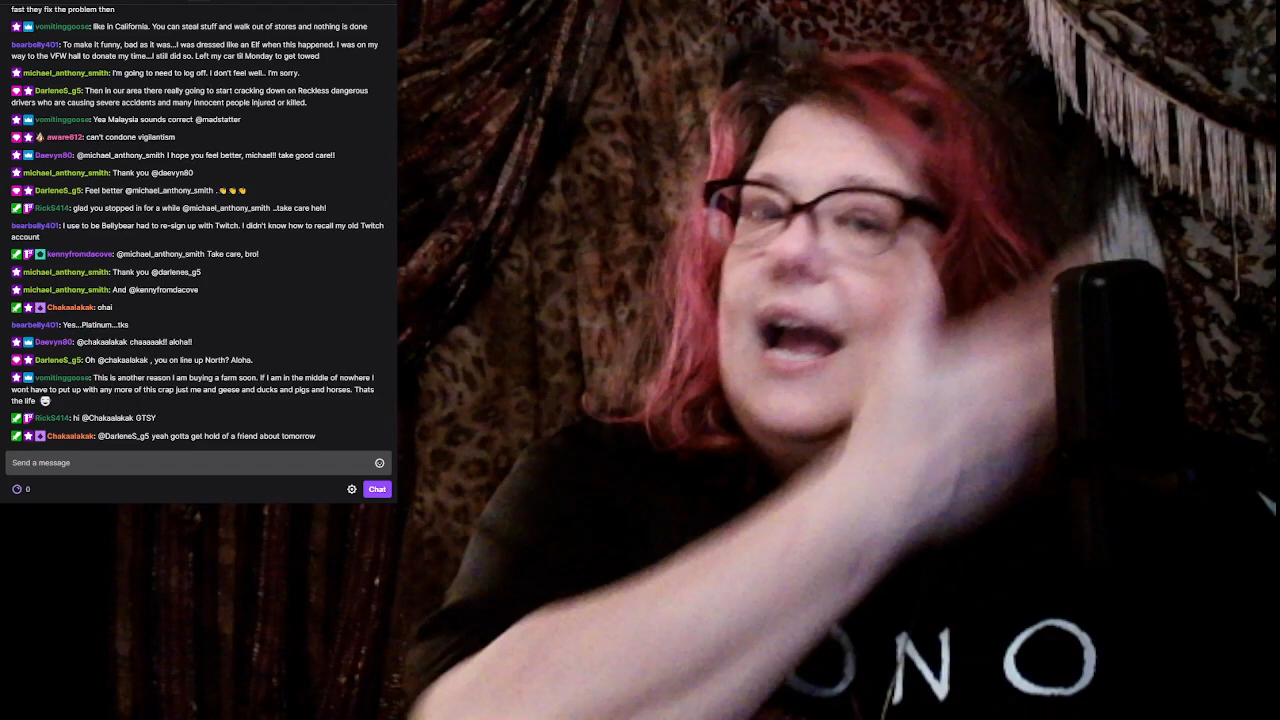 fast they fix the problem then
vomitinggoose: like in California. You can steal stuff and walk out of stores and nothing is done
bearbelly401: To make it funny, bad as it was...I was dressed like an Elf when this happened. I was on my
way to the VFW hall to donate my time...I still did so. Left my car til Monday to get towed
michael_anthony_smith: I'm going to need to log off. I don't feel well.. I'm sorry.
DarleneS_g5: Then in our area there really going to start cracking down on Reckless dangerous
drivers who are causing severe accidents and many innocent people injured or killed.
vomitinggoose: Yea Malaysia sounds correct @madstatter
aware612: can't condone vigilantism
Daevyn80: @michael_anthony_smith I hope you feel better, michael!! take good care!!
michael_anthony_smith: Thank you @daevyn80
DarleneS_g5: Feel better @michael_anthony_smith .
RickS414: glad you stopped in for a while @michael_anthony_smith ..take care heh!
bearbelly401: I use to be Bellybear had to re-sign up with Twitch. I didn't know how to recall my old Twitch
account
kennyfromdacove: @michael_anthony_smith Take care, bro!
michael_anthony_smith: Thank you @darlenes_g5
michael_anthony_smith: And @kennyfromdacove
Chakaalakak: ohai
bearbelly401: Yes...Platinum...tks
Daevyn80: @chakaalakak chaaaaak!! aloha!!
DarleneS_g5: Oh @chakaalakak , you on line up North? Aloha.
vomitinggoose: This is another reason I am buying a farm soon. If I am in the middle of nowhere I
wont have to put up with any more of this crap just me and geese and ducks and pigs and horses. Thats
the life
RickS414: hi @Chakaalakak GTSY
Chakaalakak: @DarleneS_g5 yeah gotta get hold of a friend about tomorrow
Send a message
0
Chat
ONO